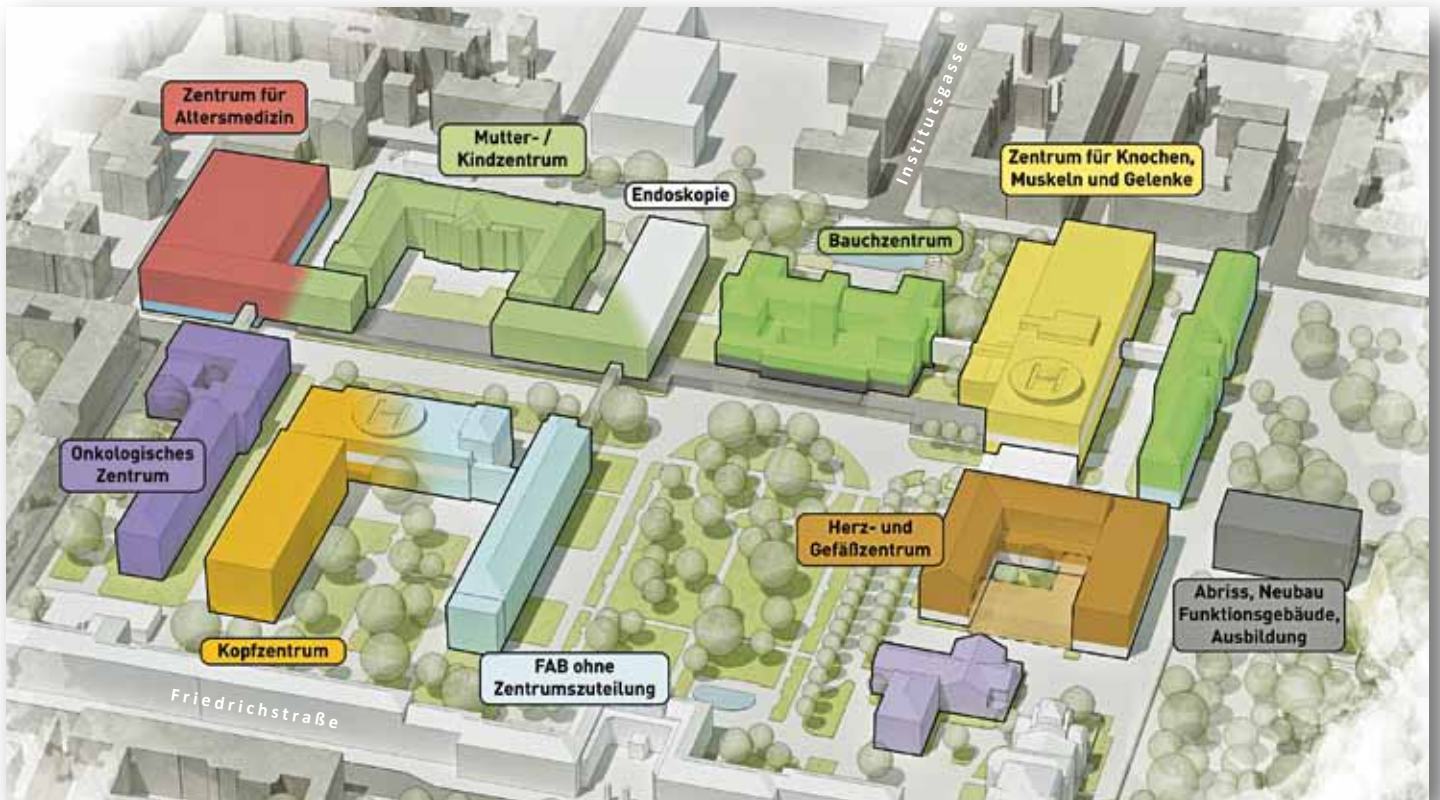 Institutsgasse
Zentrum für
Altersmedizin
Mutter- /
Kindzentrum
Zentrum für Knochen,
Muskeln und Gelenke
Endoskopie
Bauchzentrum
Onkologisches
Zentrum
Herz- und
Gefäßzentrum
Abriss, Neubau
Funktionsgebäude,
Ausbildung
Kopfzentrum
FAB ohne
Zentrumszuteilung
Friedrichstraße
H
H